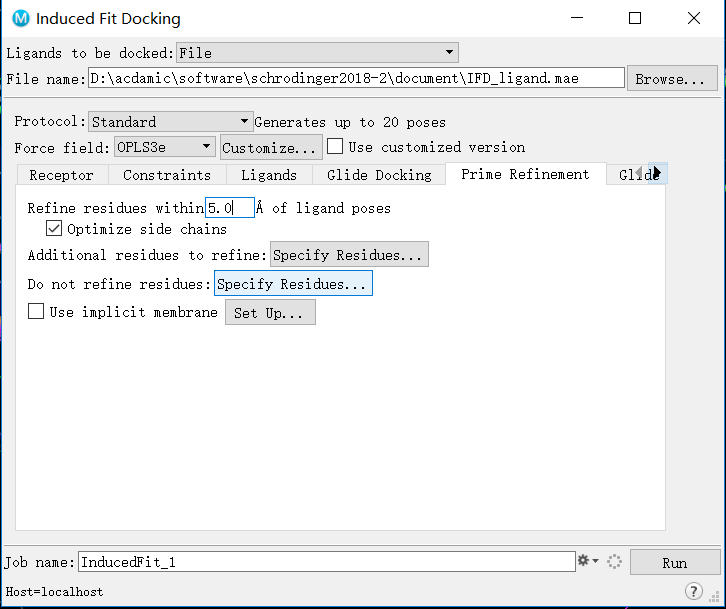 Induced Fit Docking
Ligands to be docked: File
File name: D:\acdamic\software\schrodinger2018-2\document\IFD_ligand.mae Browse...
Protocol: Standard Generates up to 20 poses
Force field: OPLS3e Customize... Use customized version
Receptor Constraints Ligands Glide Docking Prime Refinement Glide
Refine residues within 5.0 Å of ligand poses
Optimize side chains
Additional residues to refine: Specify Residues...
Do not refine residues: Specify Residues...
Use implicit membrane Set Up...
Job name: InducedFit_1 Run
Host=localhost ?